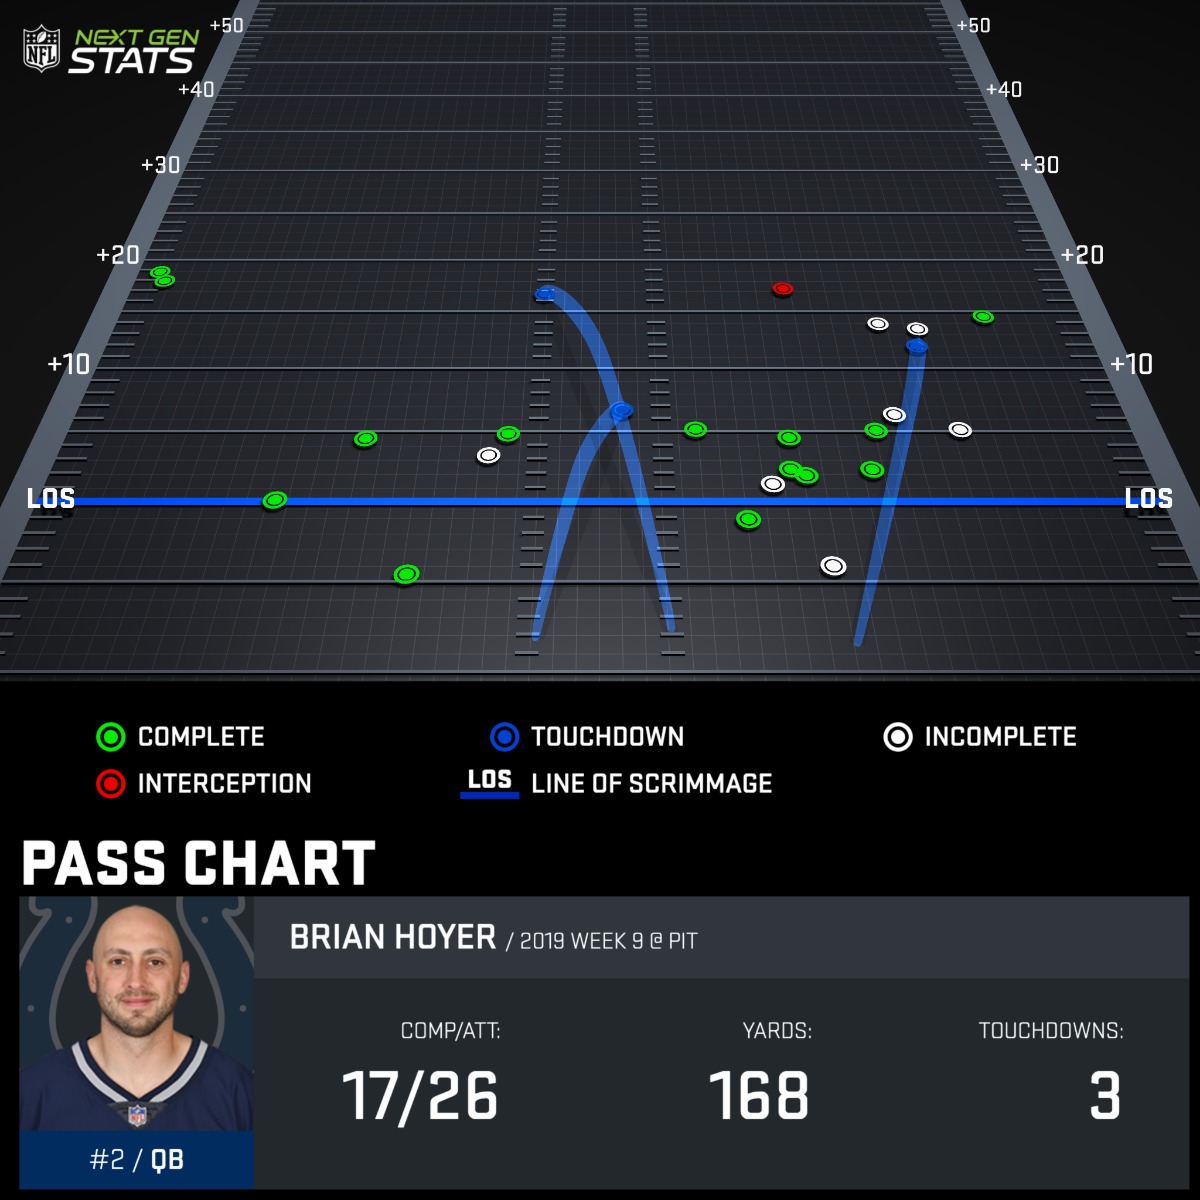 NFL NEXT GEN STATS
+50 +50
+40 +40
+30 +30
+20 +20
+10 +10
LOS LOS
COMPLETE TOUCHDOWN INCOMPLETE
INTERCEPTION LOS LINE OF SCRIMMAGE
PASS CHART
BRIAN HOYER / 2019 WEEK 9 @ PIT
COMP/ATT: YARDS: TOUCHDOWNS:
17/26 168 3
NFL
#2 / QB